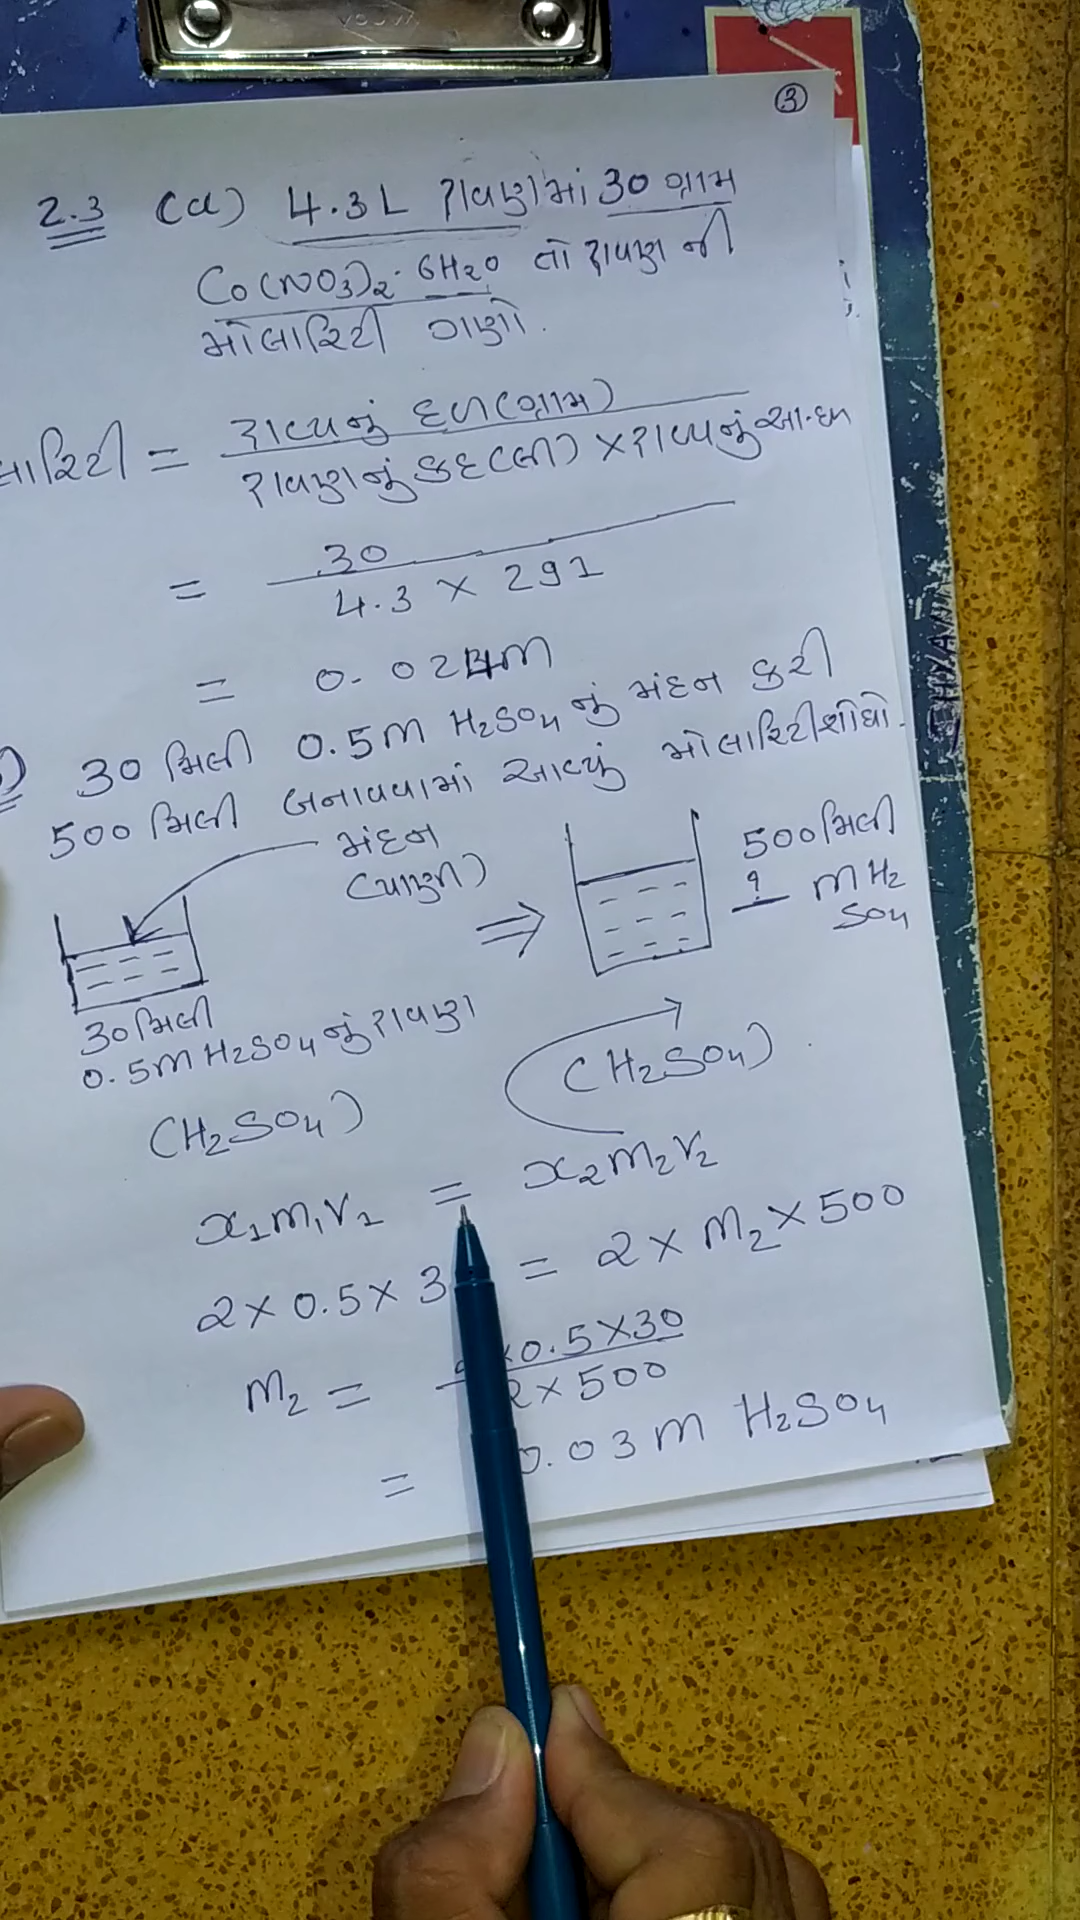 ③
2.3 (a) 4.3L દ્રાવણમાં 30 ગ્રામ
Co(NO3)2·6H2O તો દ્રાવણ ની
મોલારિટી ગણો.
લારિટી = દ્રાવ્યનું દળ(ગ્રામ)
દ્રાવણનું કદ(લી) × દ્રાવ્યનું આ.દળ
= 30
4.3 × 291
= 0.024M
30 મિલી 0.5M H2SO4 નું મંદન કરી
500 મિલી બનાવવામાં આવ્યું મોલારિટી શોધો.
મંદન
(પાણી)
⇒
500 મિલી
? M H2
SO4
30 મિલી
0.5M H2SO4 નું દ્રાવણ
(H2SO4)
(H2SO4)
x1M1V1 = x2M2V2
2 × 0.5 × 3 = 2 × M2 × 500
M2 = ×0.5×30
2×500
= 0.03M H2SO4